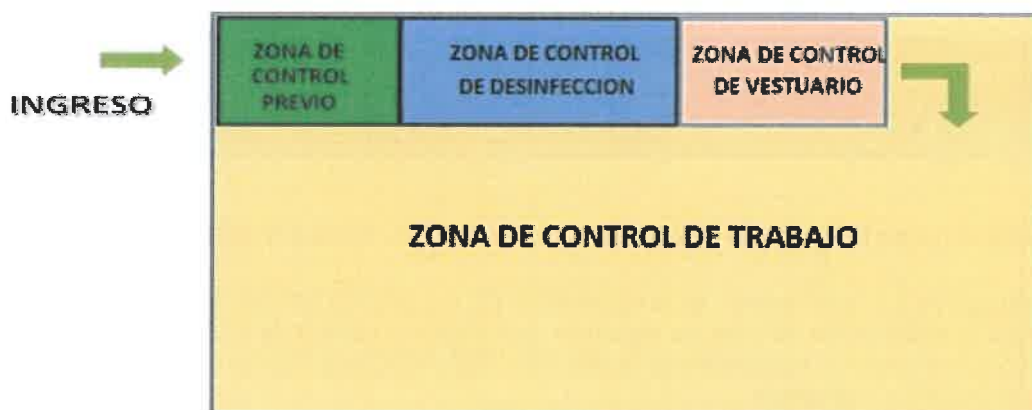 INGRESO
ZONA DE
CONTROL
PREVIO
ZONA DE CONTROL
DE DESINFECCION
ZONA DE CONTROL
DE VESTUARIO
ZONA DE CONTROL DE TRABAJO